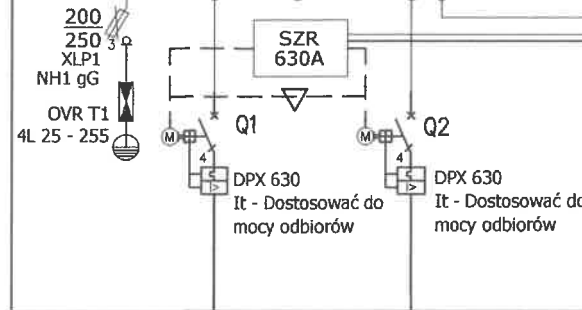 200
250
3
XLP1
NH1 gG
OVR T1
4L 25 - 255
SZR
630A
M
Q1
4
DPX 630
It - Dostosować do
mocy odbiorów
M
Q2
4
DPX 630
It - Dostosować do
mocy odbiorów